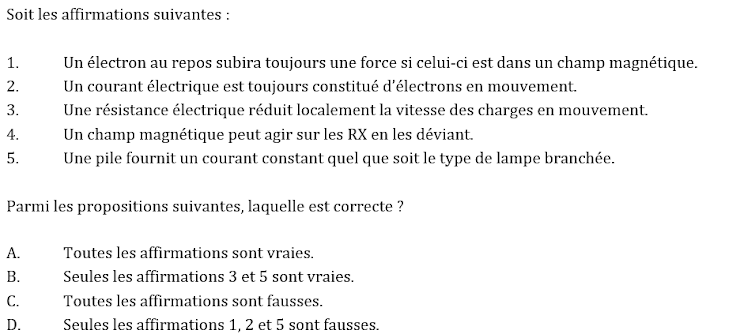 Soit les affirmations suivantes :
1. Un électron au repos subira toujours une force si celui-ci est dans un champ magnétique.
2. Un courant électrique est toujours constitué d'électrons en mouvement.
3. Une résistance électrique réduit localement la vitesse des charges en mouvement.
4. Un champ magnétique peut agir sur les RX en les déviant.
5. Une pile fournit un courant constant quel que soit le type de lampe branchée.
Parmi les propositions suivantes, laquelle est correcte ?
A. Toutes les affirmations sont vraies.
B. Seules les affirmations 3 et 5 sont vraies.
C. Toutes les affirmations sont fausses.
D. Seules les affirmations 1, 2 et 5 sont fausses.